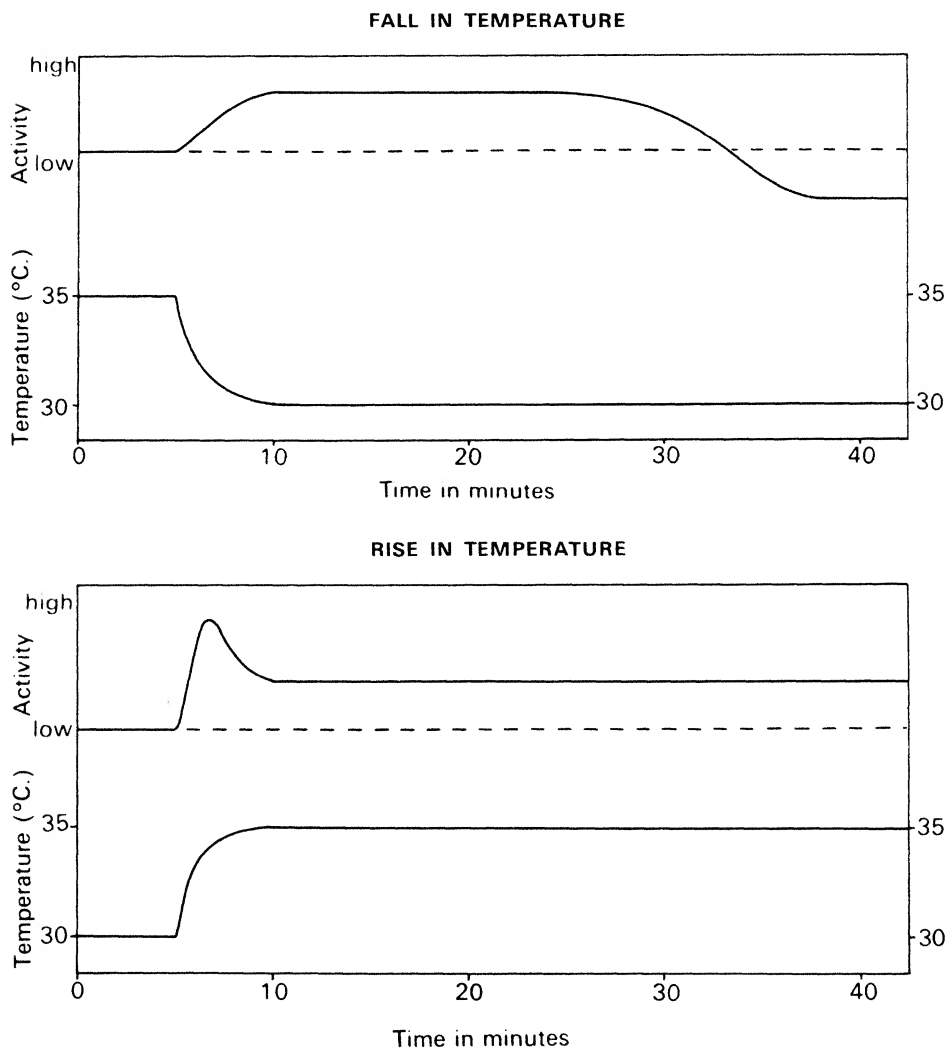 FALL IN TEMPERATURE
high
Activity
low
Temperature (°C.)
35
35
30
30
0 10 20 30 40
Time in minutes
RISE IN TEMPERATURE
high
Activity
low
Temperature (°C.)
35
35
30
30
0 10 20 30 40
Time in minutes